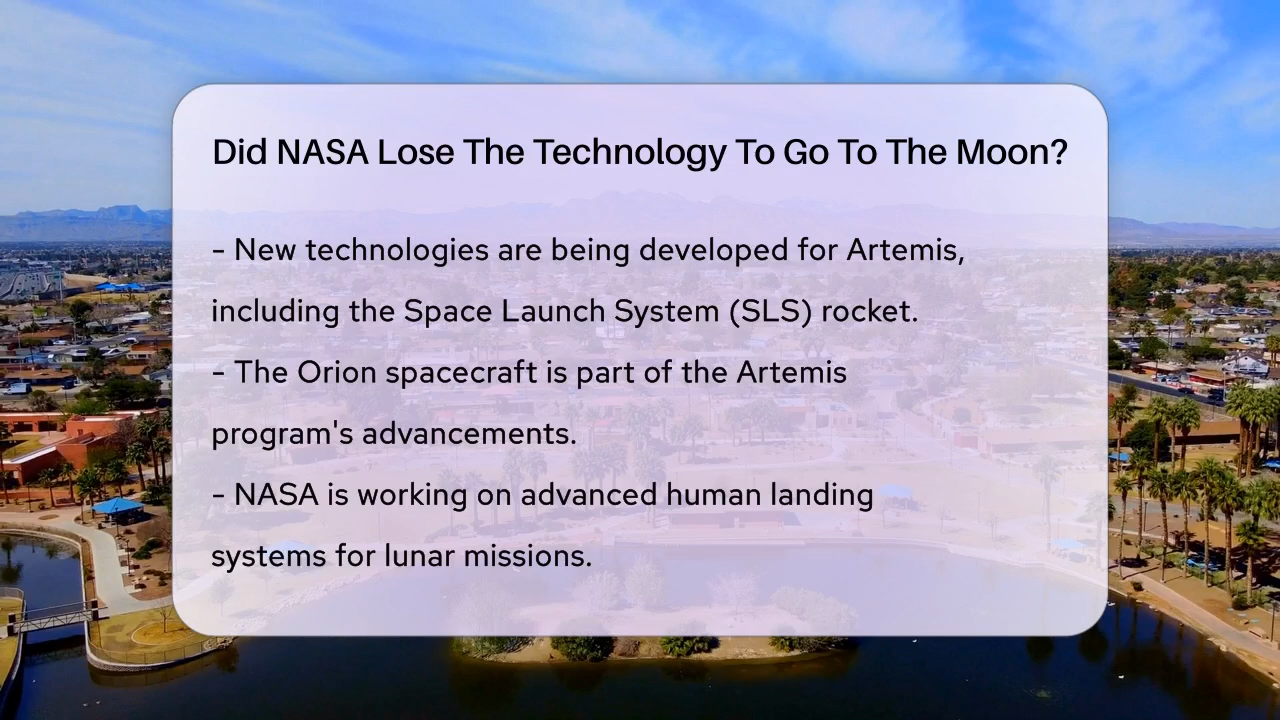 Did NASA Lose The Technology To Go To The Moon?
- New technologies are being developed for Artemis,
including the Space Launch System (SLS) rocket.
- The Orion spacecraft is part of the Artemis
program's advancements.
- NASA is working on advanced human landing
systems for lunar missions.